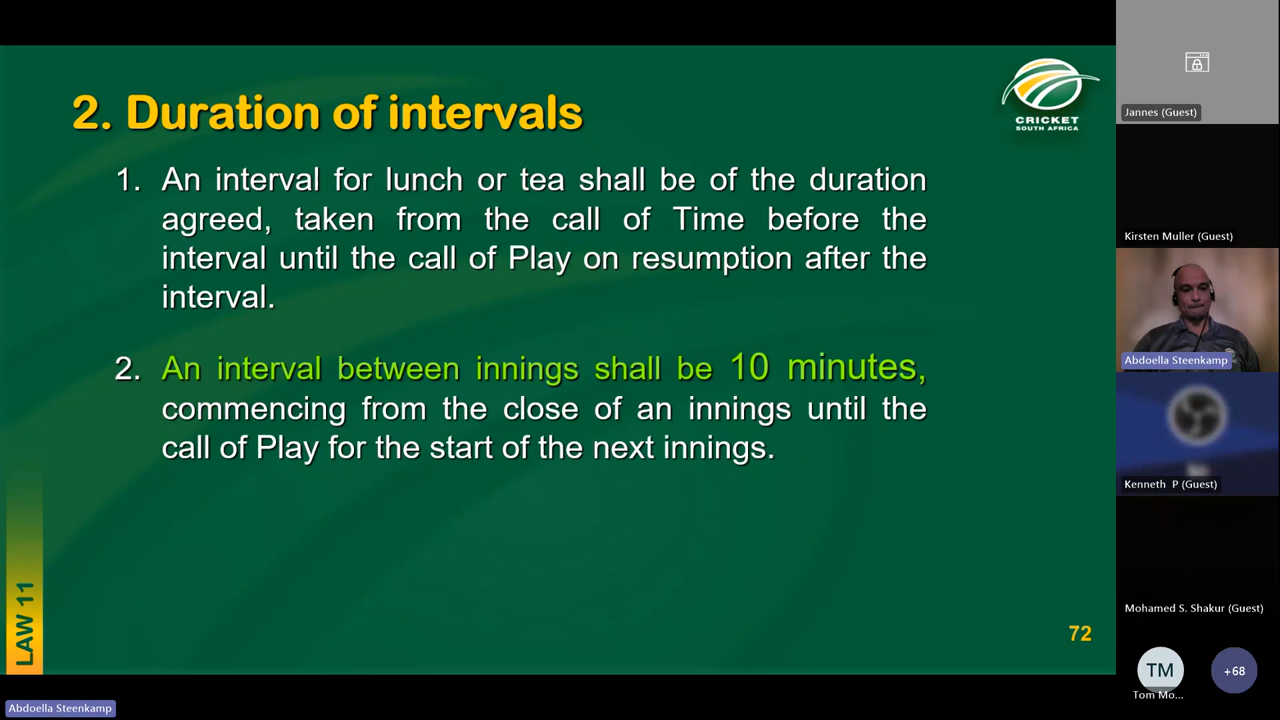 2. Duration of intervals
CRICKET
SOUTH AFRICA
1. An interval for lunch or tea shall be of the duration
agreed, taken from the call of Time before the
interval until the call of Play on resumption after the
interval.
2. An interval between innings shall be 10 minutes,
commencing from the close of an innings until the
call of Play for the start of the next innings.
LAW 11
72
Abdoella Steenkamp
Jannes (Guest)
Kirsten Muller (Guest)
Abdoella Steenkamp
Kenneth P (Guest)
Mohamed S. Shakur (Guest)
TM
+68
Tom Mo...